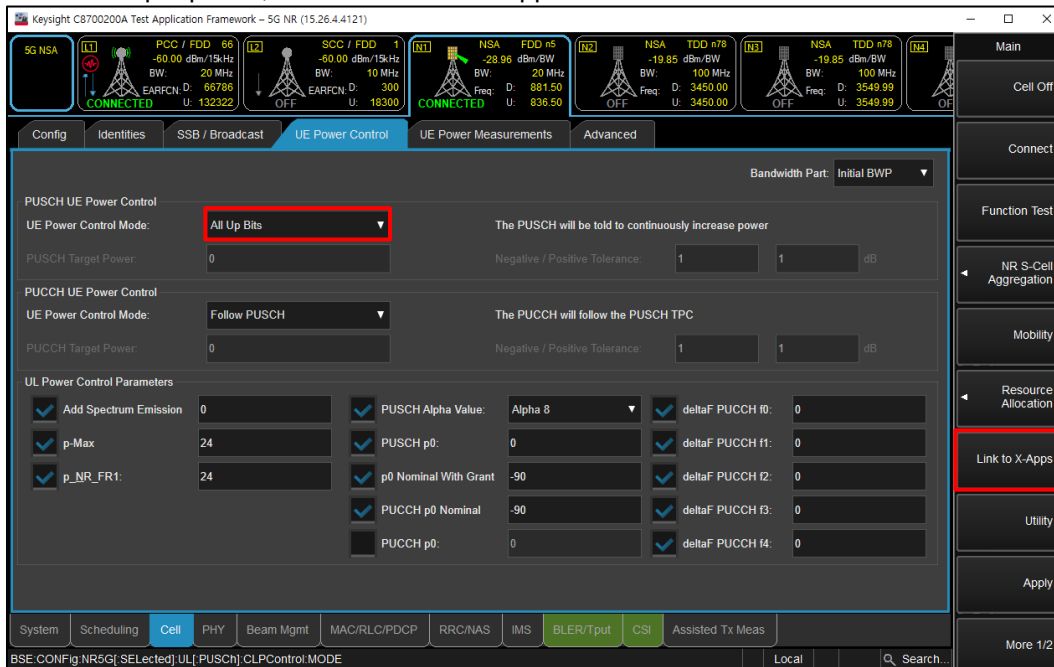 Keysight C8700200A Test Application Framework – 5G NR (15.26.4.4121)
5G NSA
L1 PCC / FDD 66
-60.00 dBm/15kHz
BW: 20 MHz
EARFCN: D: 66786
CONNECTED U: 132322
L2 SCC / FDD 1
-60.00 dBm/15kHz
BW: 10 MHz
EARFCN: D: 300
OFF U: 18300
N1 NSA FDD n5
-28.96 dBm/BW
BW: 20 MHz
Freq: D: 881.50
CONNECTED U: 836.50
N2 NSA TDD n78
-19.85 dBm/BW
BW: 100 MHz
Freq: D: 3450.00
OFF U: 3450.00
N3 NSA TDD n78
-19.85 dBm/BW
BW: 100 MHz
Freq: D: 3549.99
OFF U: 3549.99
N4
Config Identities SSB / Broadcast UE Power Control UE Power Measurements Advanced
Bandwidth Part: Initial BWP
PUSCH UE Power Control
UE Power Control Mode: All Up Bits The PUSCH will be told to continuously increase power
PUSCH Target Power: 0 Negative / Positive Tolerance: 1 1 dB
PUCCH UE Power Control
UE Power Control Mode: Follow PUSCH The PUCCH will follow the PUSCH TPC
PUCCH Target Power: 0 Negative / Positive Tolerance: 1 1 dB
UL Power Control Parameters
Add Spectrum Emission 0 PUSCH Alpha Value: Alpha 8 deltaF PUCCH f0: 0
p-Max 24 PUSCH p0: 0 deltaF PUCCH f1: 0
p_NR_FR1: 24 p0 Nominal With Grant -90 deltaF PUCCH f2: 0
PUCCH p0 Nominal -90 deltaF PUCCH f3: 0
PUCCH p0: 0 deltaF PUCCH f4: 0
System Scheduling Cell PHY Beam Mgmt MAC/RLC/PDCP RRC/NAS IMS BLER/Tput CSI Assisted Tx Meas
BSE:CONFig:NR5G[:SELected]:UL[:PUSCh]:CLPControl:MODE Local Search...
Main
Cell Off
Connect
Function Test
NR S-Cell
Aggregation
Mobility
Resource
Allocation
Link to X-Apps
Utility
Apply
More 1/2